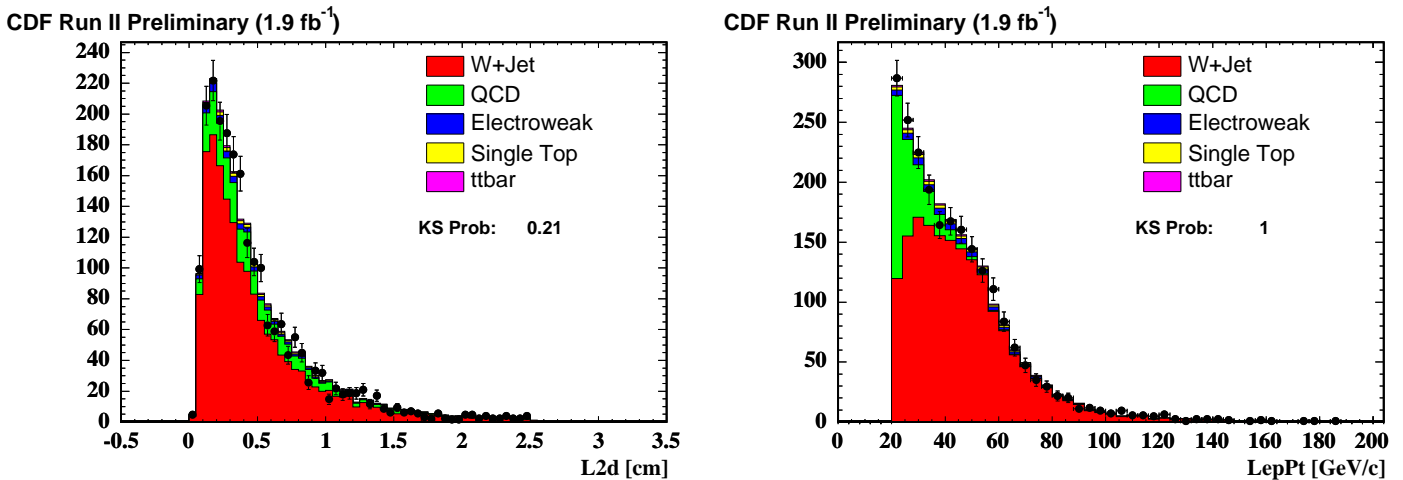 CDF Run II Preliminary (1.9 fb-1)
240
220
200
180
160
140
120
100
80
60
40
20
0
-0.5 0 0.5 1 1.5 2 2.5 3 3.5
L2d [cm]
W+Jet
QCD
Electroweak
Single Top
ttbar
KS Prob: 0.21
CDF Run II Preliminary (1.9 fb-1)
300
250
200
150
100
50
0
0 20 40 60 80 100 120 140 160 180 200
LepPt [GeV/c]
W+Jet
QCD
Electroweak
Single Top
ttbar
KS Prob: 1